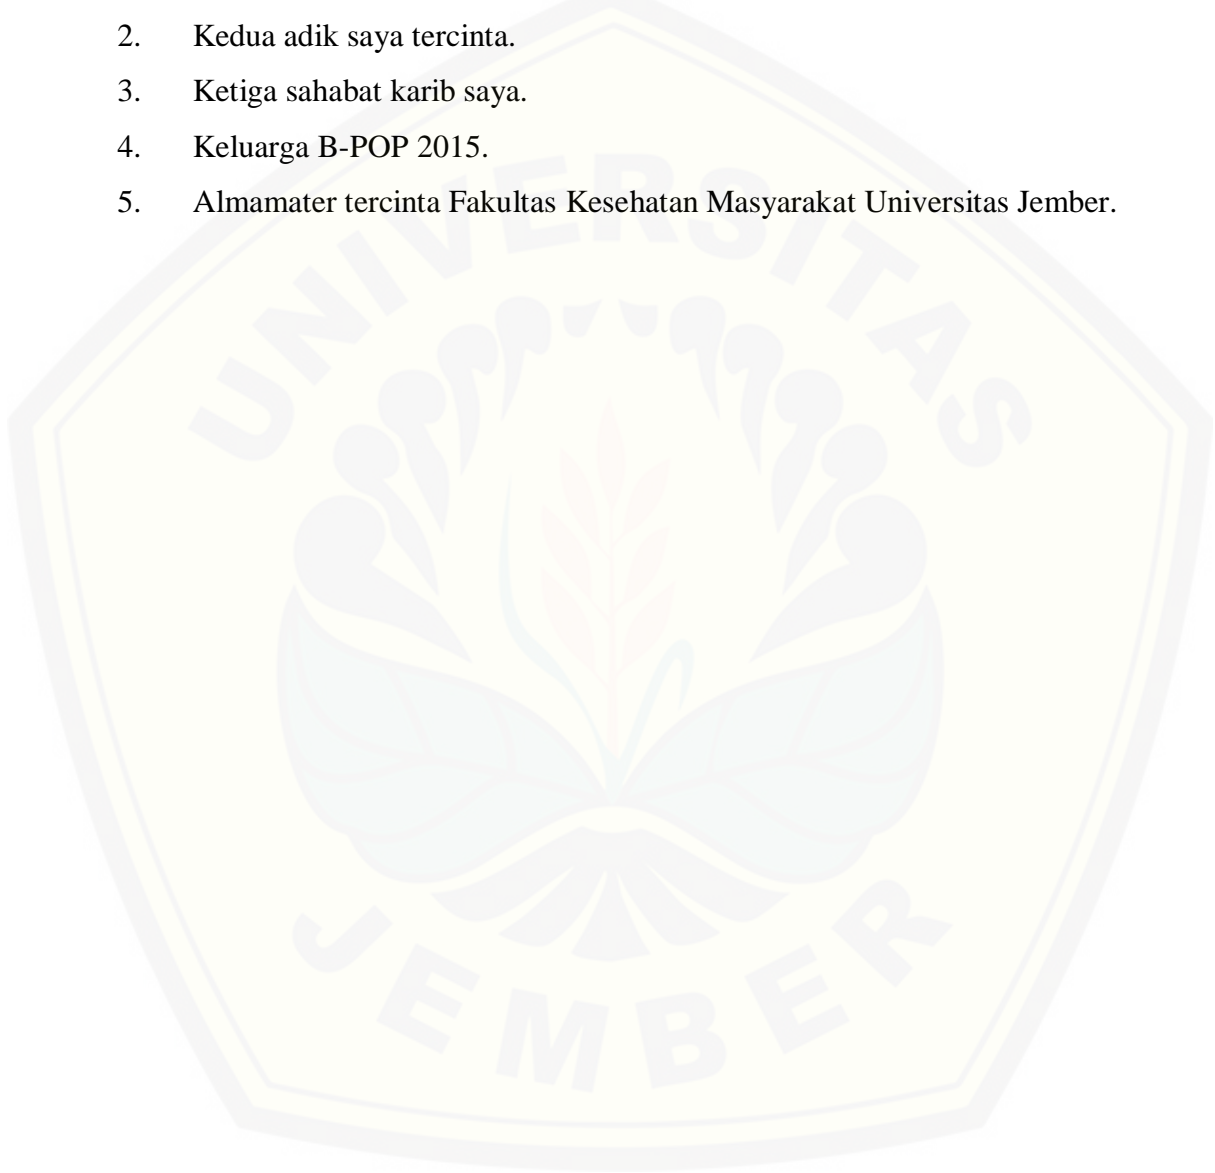 2. Kedua adik saya tercinta.
3. Ketiga sahabat karib saya.
4. Keluarga B-POP 2015.
5. Almamater tercinta Fakultas Kesehatan Masyarakat Universitas Jember.
UNIVERSITAS
JEMBER